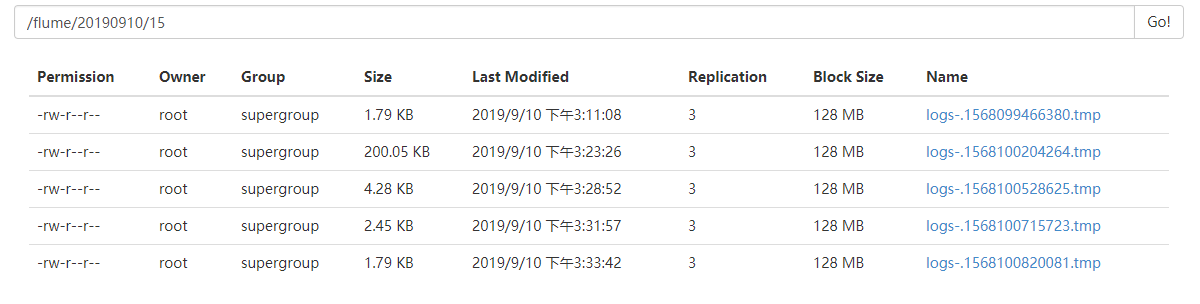 /flume/20190910/15 Go!
Permission Owner Group Size Last Modified Replication Block Size Name
-rw-r--r-- root supergroup 1.79 KB 2019/9/10 下午3:11:08 3 128 MB logs-.1568099466380.tmp
-rw-r--r-- root supergroup 200.05 KB 2019/9/10 下午3:23:26 3 128 MB logs-.1568100204264.tmp
-rw-r--r-- root supergroup 4.28 KB 2019/9/10 下午3:28:52 3 128 MB logs-.1568100528625.tmp
-rw-r--r-- root supergroup 2.45 KB 2019/9/10 下午3:31:57 3 128 MB logs-.1568100715723.tmp
-rw-r--r-- root supergroup 1.79 KB 2019/9/10 下午3:33:42 3 128 MB logs-.1568100820081.tmp